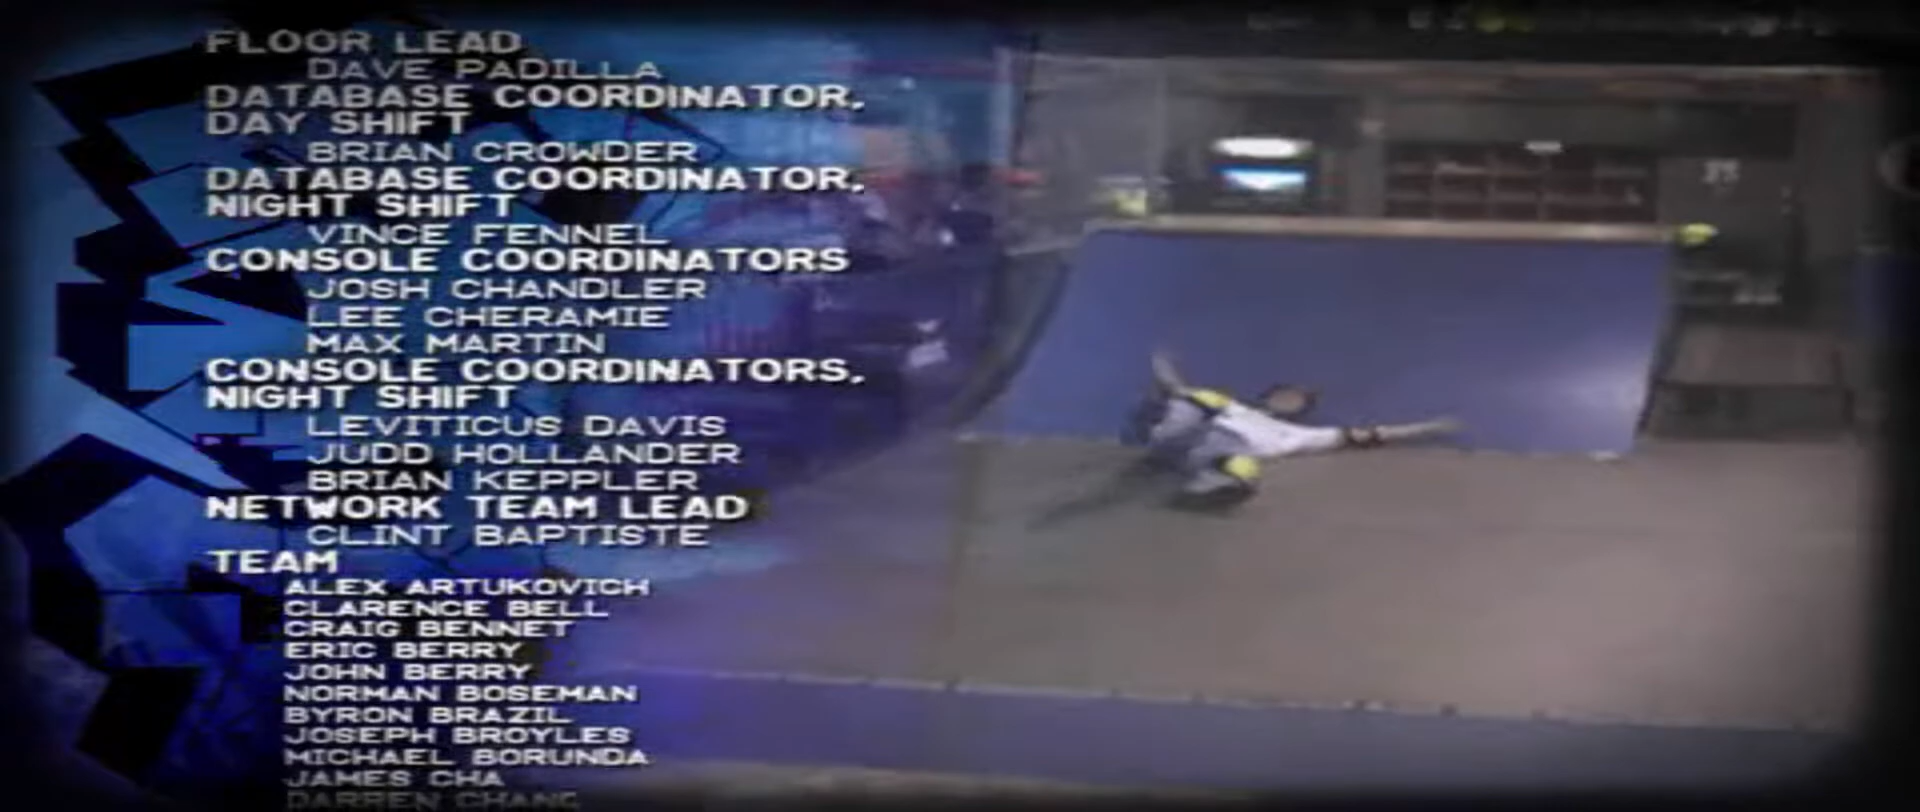 FLOOR LEAD
DAVE PADILLA
DATABASE COORDINATOR,
DAY SHIFT
BRIAN CROWDER
DATABASE COORDINATOR,
NIGHT SHIFT
VINCE FENNEL
CONSOLE COORDINATORS
JOSH CHANDLER
LEE CHERAMIE
MAX MARTIN
CONSOLE COORDINATORS,
NIGHT SHIFT
LEVITICUS DAVIS
JUDD HOLLANDER
BRIAN KEPPLER
NETWORK TEAM LEAD
CLINT BAPTISTE
TEAM
ALEX ARTUKOVICH
CLARENCE BELL
CRAIG BENNET
ERIC BERRY
JOHN BERRY
NORMAN BOSEMAN
BYRON BRAZIL
JOSEPH BROYLES
MICHAEL BORUNDA
JAMES CHA
DARREN CHANG